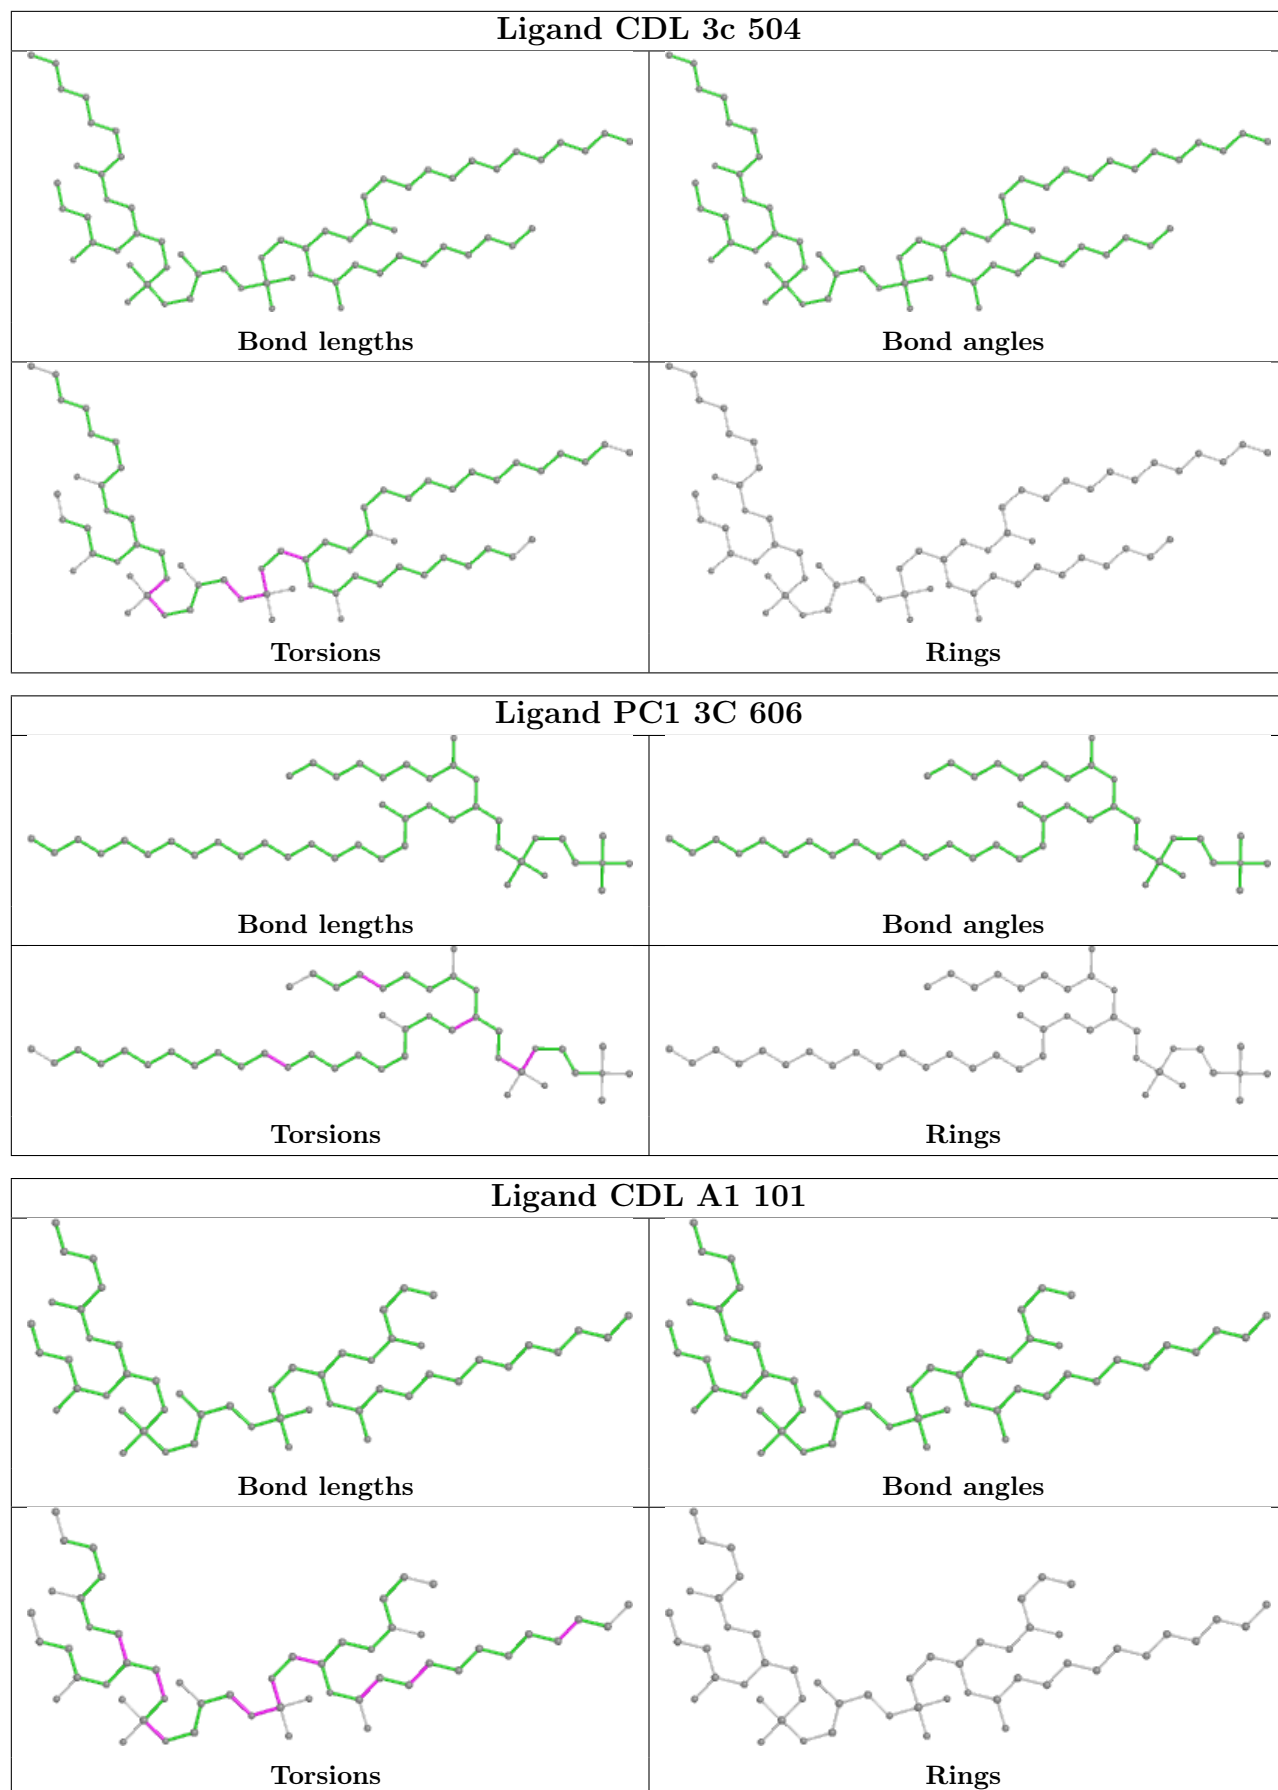 Ligand CDL 3c 504
Bond lengths
Bond angles
Torsions
Rings
Ligand PC1 3C 606
Bond lengths
Bond angles
Torsions
Rings
Ligand CDL A1 101
Bond lengths
Bond angles
Torsions
Rings